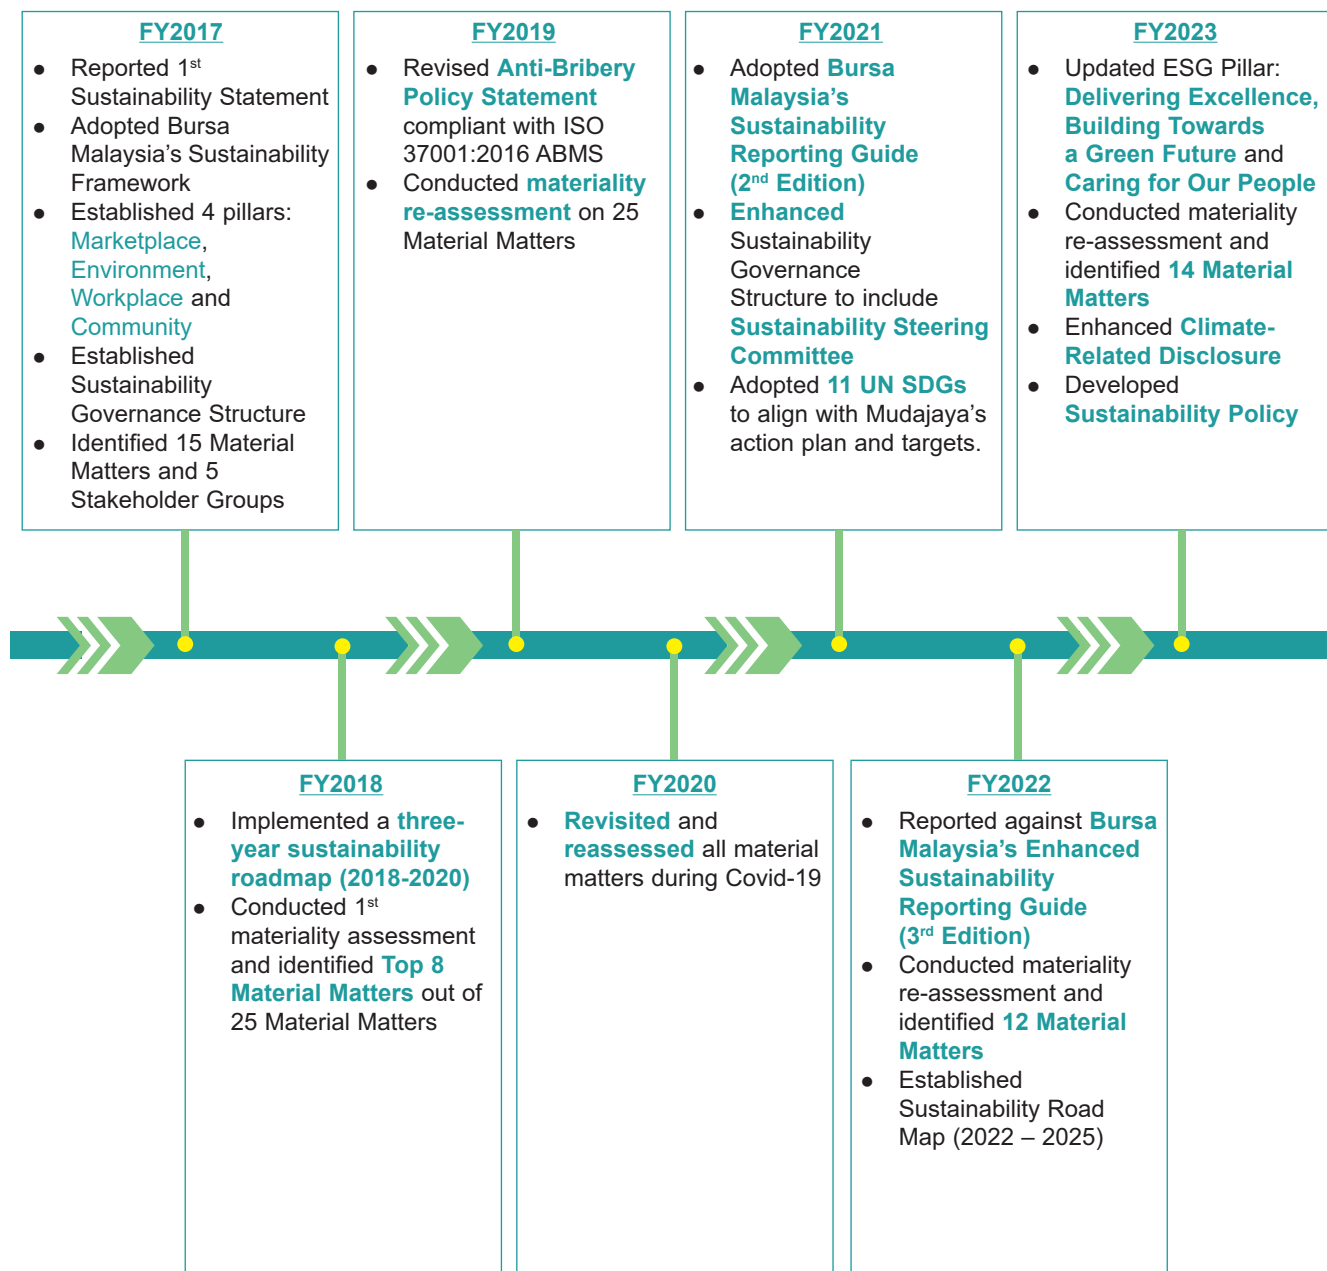 FY2017
● Reported 1st
Sustainability Statement
● Adopted Bursa
Malaysia’s Sustainability
Framework
● Established 4 pillars:
Marketplace,
Environment,
Workplace and
Community
● Established
Sustainability
Governance Structure
● Identified 15 Material
Matters and 5
Stakeholder Groups
FY2019
● Revised Anti-Bribery
Policy Statement
compliant with ISO
37001:2016 ABMS
● Conducted materiality
re-assessment on 25
Material Matters
FY2021
● Adopted Bursa
Malaysia’s
Sustainability
Reporting Guide
(2nd Edition)
● Enhanced
Sustainability
Governance
Structure to include
Sustainability Steering
Committee
● Adopted 11 UN SDGs
to align with Mudajaya’s
action plan and targets.
FY2023
● Updated ESG Pillar:
Delivering Excellence,
Building Towards
a Green Future and
Caring for Our People
● Conducted materiality
re-assessment and
identified 14 Material
Matters
● Enhanced Climate-
Related Disclosure
● Developed
Sustainability Policy
FY2018
● Implemented a three-
year sustainability
roadmap (2018-2020)
● Conducted 1st
materiality assessment
and identified Top 8
Material Matters out of
25 Material Matters
FY2020
● Revisited and
reassessed all material
matters during Covid-19
FY2022
● Reported against Bursa
Malaysia’s Enhanced
Sustainability
Reporting Guide
(3rd Edition)
● Conducted materiality
re-assessment and
identified 12 Material
Matters
● Established
Sustainability Road
Map (2022 – 2025)